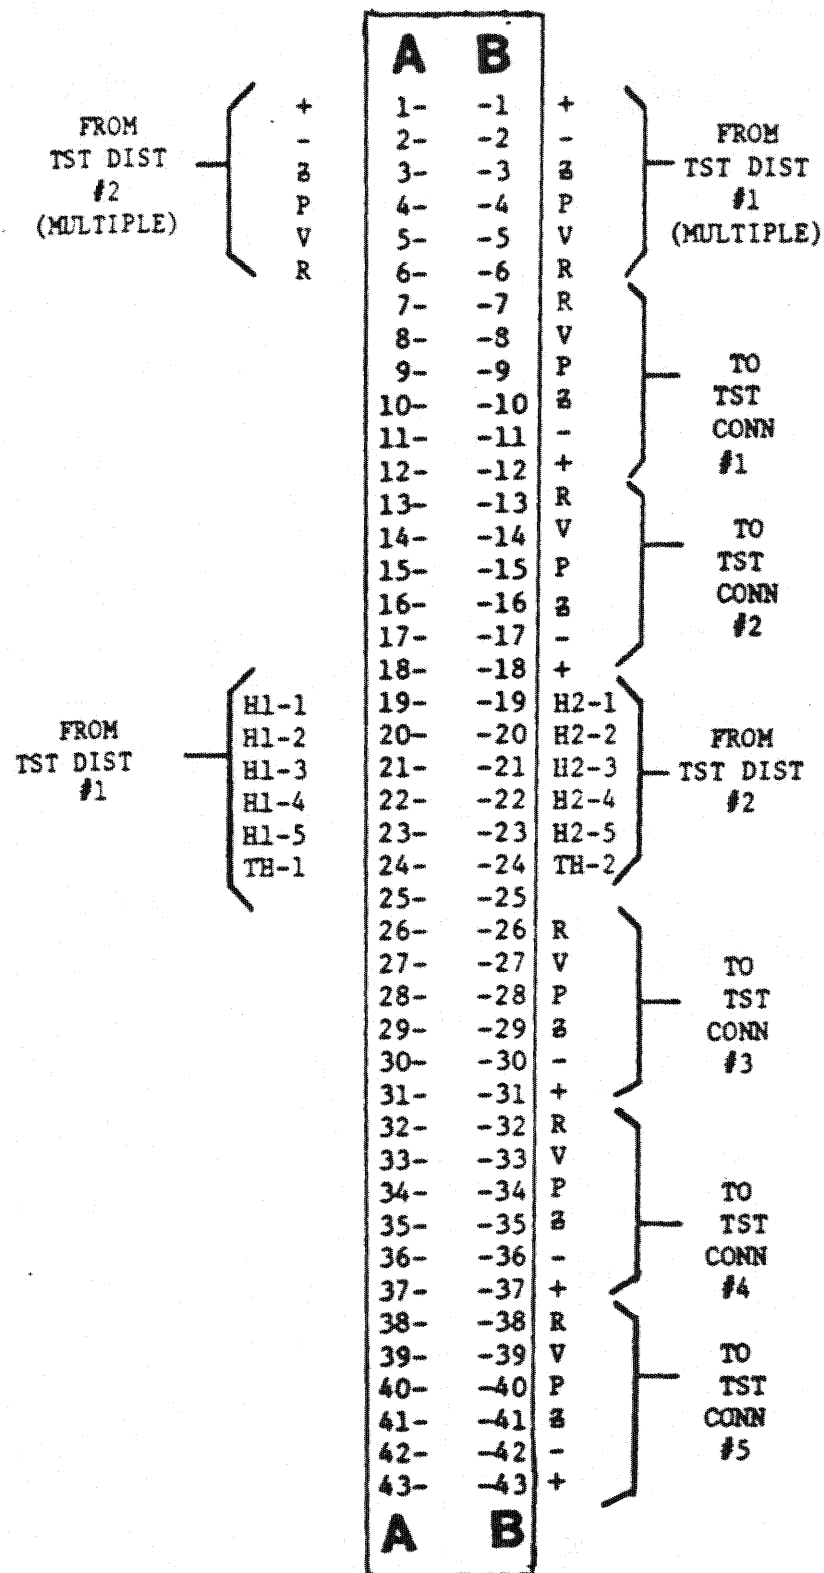 A B
+ 1- -1 +
- 2- -2 -
3 3- -3 3
P 4- -4 P
V 5- -5 V
R 6- -6 R
FROM
TST DIST
#2
(MULTIPLE)
FROM
TST DIST
#1
(MULTIPLE)
7- -7 R
8- -8 V
9- -9 P
10- -10 3
11- -11 -
12- -12 +
TO
TST
CONN
#1
13- -13 R
14- -14 V
15- -15 P
16- -16 3
17- -17 -
18- -18 +
TO
TST
CONN
#2
H1-1 19- -19 H2-1
H1-2 20- -20 H2-2
H1-3 21- -21 H2-3
H1-4 22- -22 H2-4
H1-5 23- -23 H2-5
TH-1 24- -24 TH-2
FROM
TST DIST
#1
FROM
TST DIST
#2
25- -25
26- -26 R
27- -27 V
28- -28 P
29- -29 3
30- -30 -
31- -31 +
TO
TST
CONN
#3
32- -32 R
33- -33 V
34- -34 P
35- -35 3
36- -36 -
37- -37 +
TO
TST
CONN
#4
38- -38 R
39- -39 V
40- -40 P
41- -41 3
42- -42 -
43- -43 +
TO
TST
CONN
#5
A B